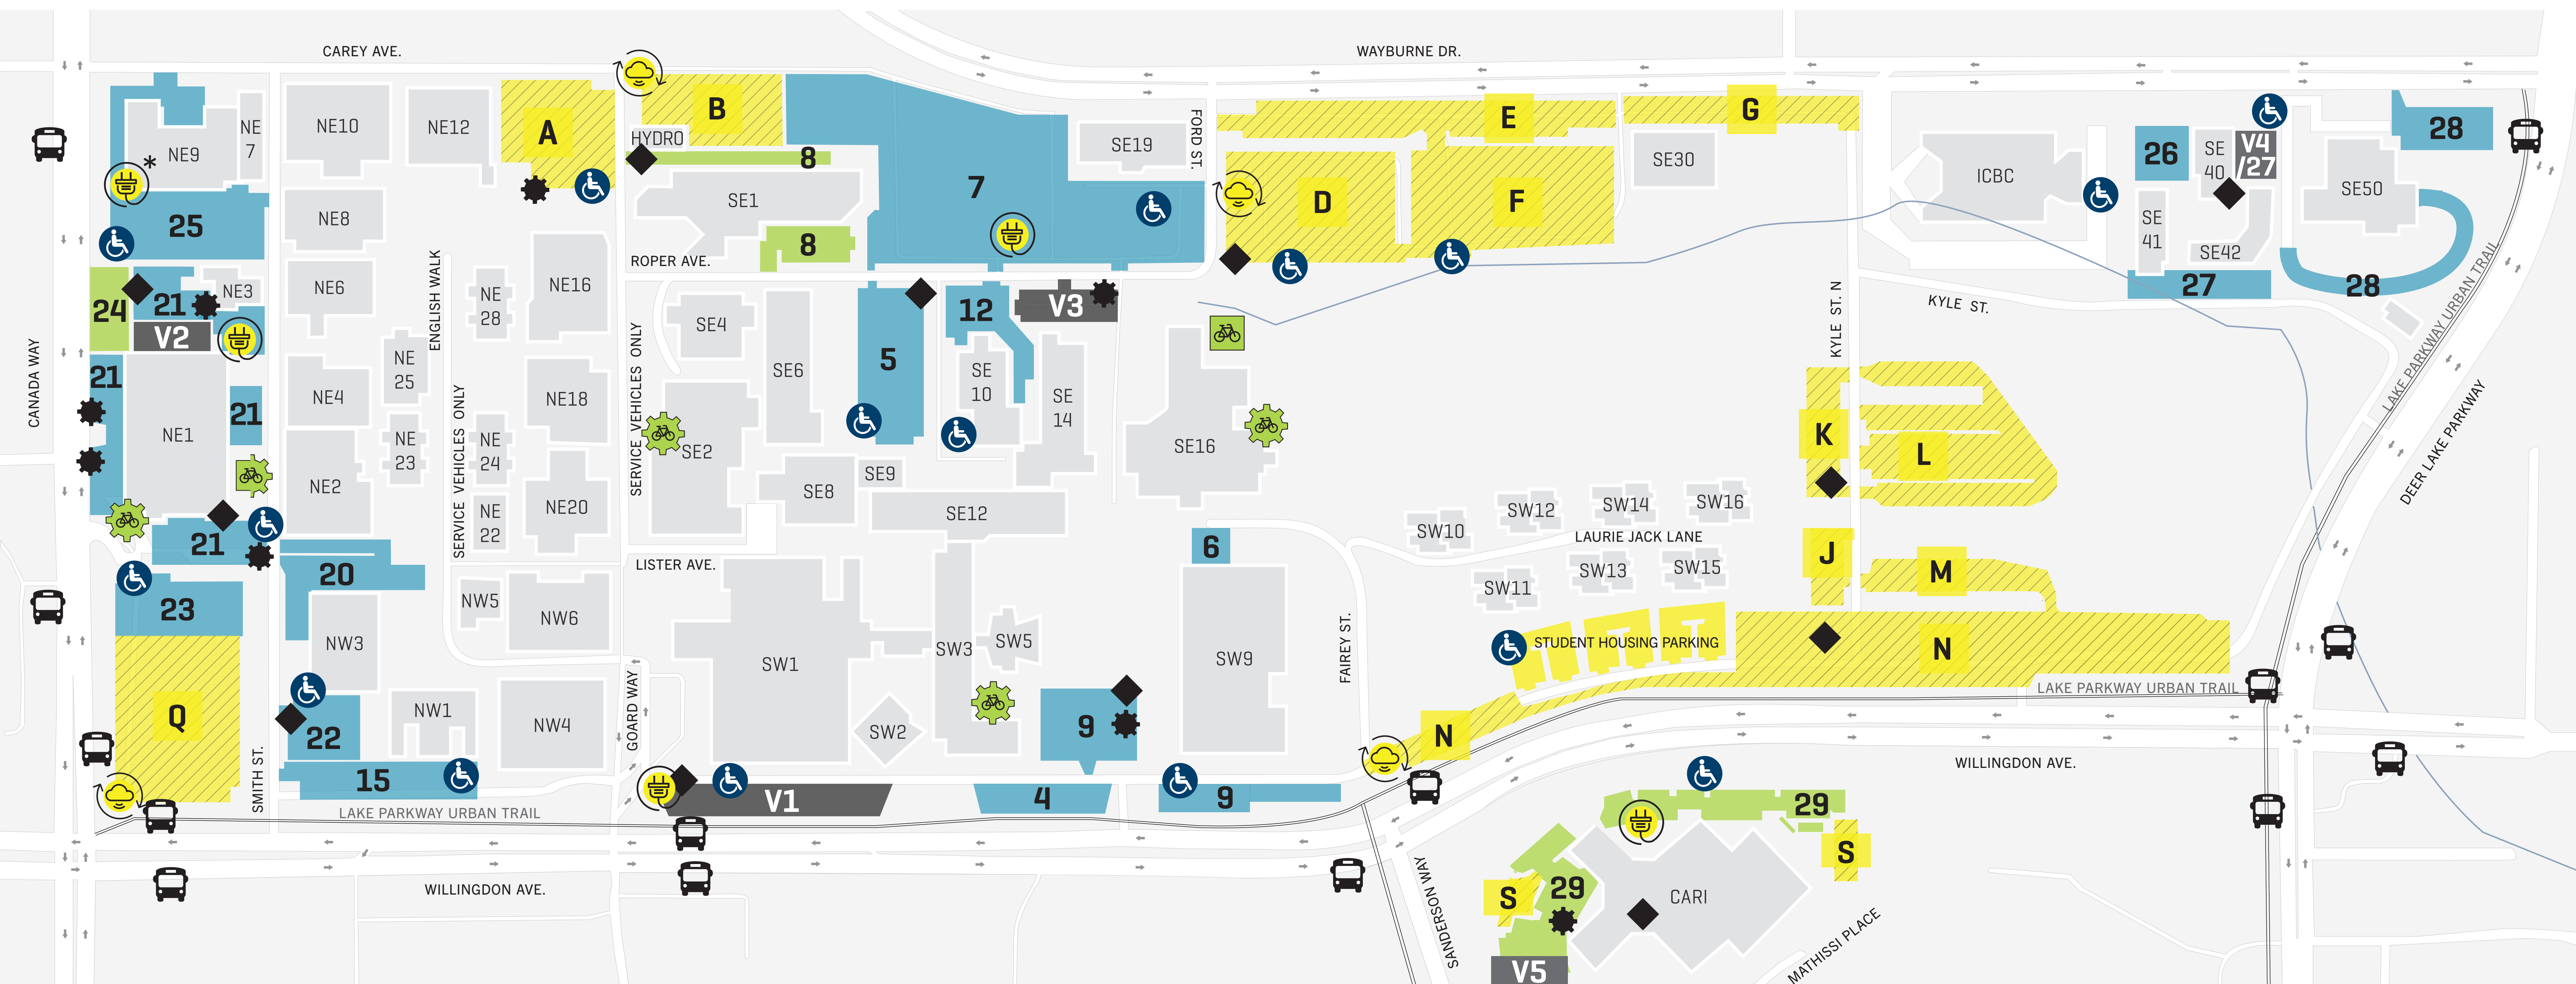 CAREY AVE.
WAYBURNE DR.
NE9
NE
7
*
25
NE10
NE12
A
B
HYDRO
8
SE1
8
7
SE19
FORD ST.
E
G
D
F
SE30
ICBC
26
SE
40
V4
/27
SE
41
SE42
27
SE50
28
28
NE8
ROPER AVE.
24
21
NE3
V2
NE6
ENGLISH WALK
NE
28
NE16
CANADA WAY
21
NE1
21
NE4
NE
25
NE18
NE2
NE
23
NE
24
NE
22
NE20
SERVICE VEHICLES ONLY
SERVICE VEHICLES ONLY
SE4
SE6
5
12
V3
SE
10
SE
14
SE2
SE9
SE8
SE12
SE16
KYLE ST. N
KYLE ST.
LAKE PARKWAY URBAN TRAIL
DEER LAKE PARKWAY
K
L
J
M
N
21
20
23
NW5
NW6
LISTER AVE.
NW3
Q
22
NW1
NW4
15
SMITH ST.
GOARD WAY
LAKE PARKWAY URBAN TRAIL
SW1
SW3
SW5
SW2
9
6
SW9
FAIREY ST.
SW10
SW12
SW14
SW16
LAURIE JACK LANE
SW11
SW13
SW15
STUDENT HOUSING PARKING
N
LAKE PARKWAY URBAN TRAIL
WILLINGDON AVE.
V1
4
9
WILLINGDON AVE.
SANDERSON WAY
29
S
S
29
CARI
V5
MATHISSI PLACE